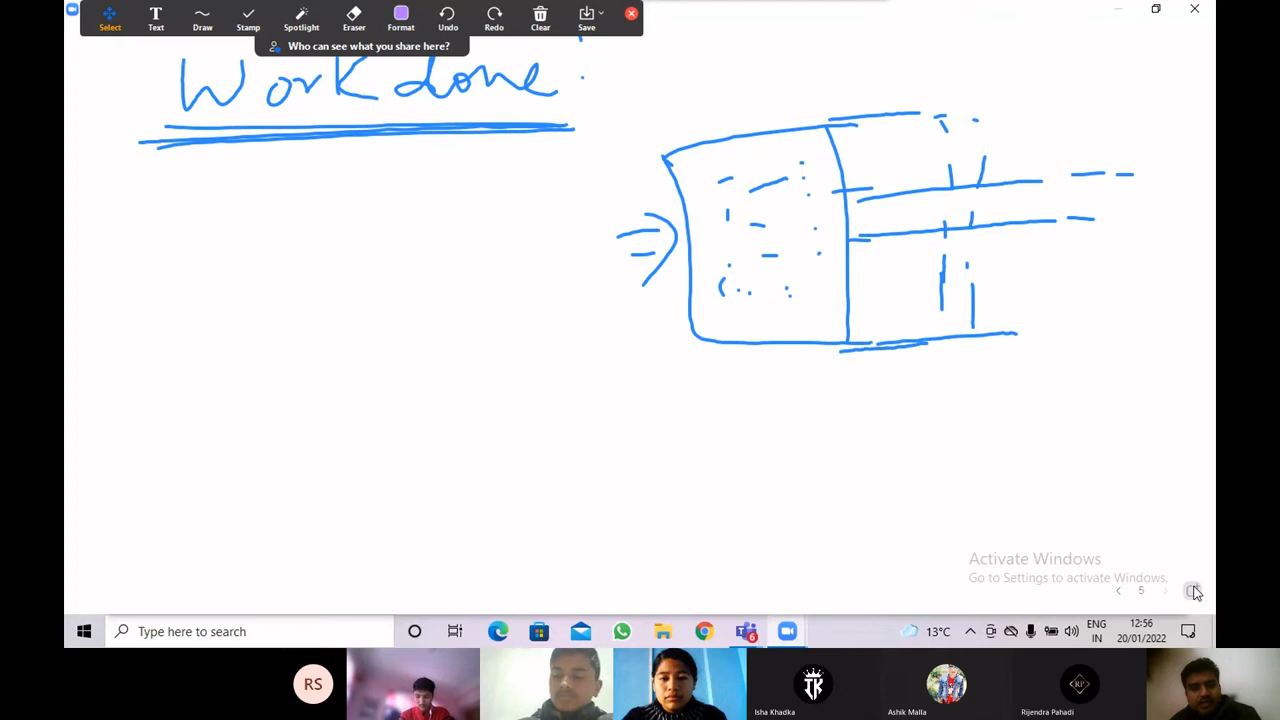 Select
Text
Draw
Stamp
Spotlight
Eraser
Format
Undo
Redo
Clear
Save
Who can see what you share here?
Work done :
Activate Windows
Go to Settings to activate Windows.
5
Type here to search
6
13°C
ENG
IN
12:56
20/01/2022
RS
Isha Khadka
Ashik Malla
RP
Rijendra Pahadi